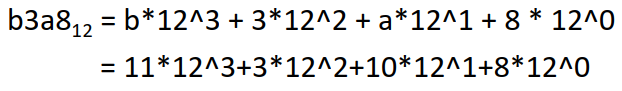 b3a8₁₂ = b*12^3 + 3*12^2 + a*12^1 + 8 * 12^0
= 11*12^3+3*12^2+10*12^1+8*12^0